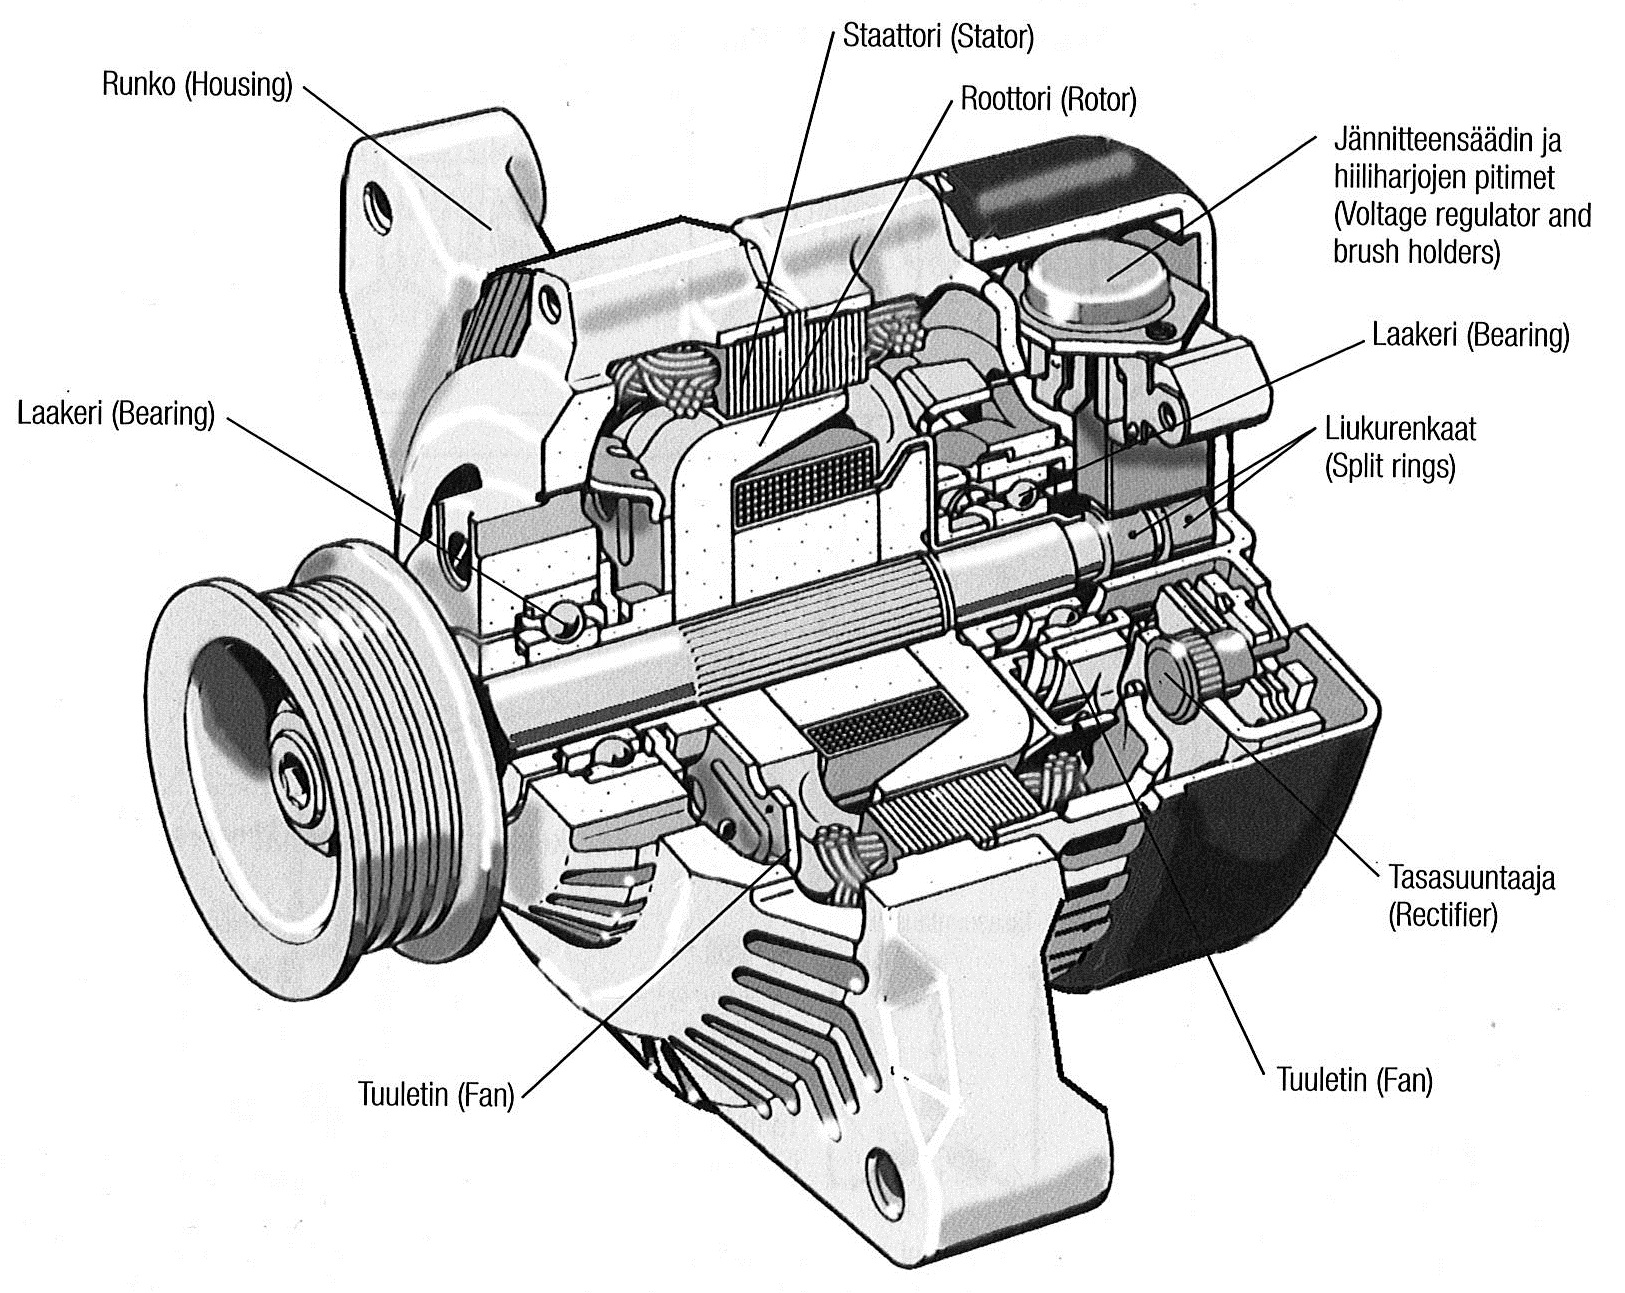 Staattori (Stator)
Runko (Housing)
Roottori (Rotor)
Jännitteensäädin ja
hiiliharjojen pitimet
(Voltage regulator and
brush holders)
Laakeri (Bearing)
Laakeri (Bearing)
Liukurenkaat
(Split rings)
Tasasuuntaaja
(Rectifier)
Tuuletin (Fan)
Tuuletin (Fan)